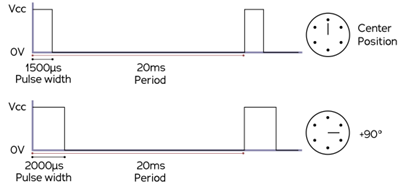 Vcc
0V
1500µs
Pulse width
20ms
Period
Center
Position
Vcc
0V
2000µs
Pulse width
20ms
Period
+90°